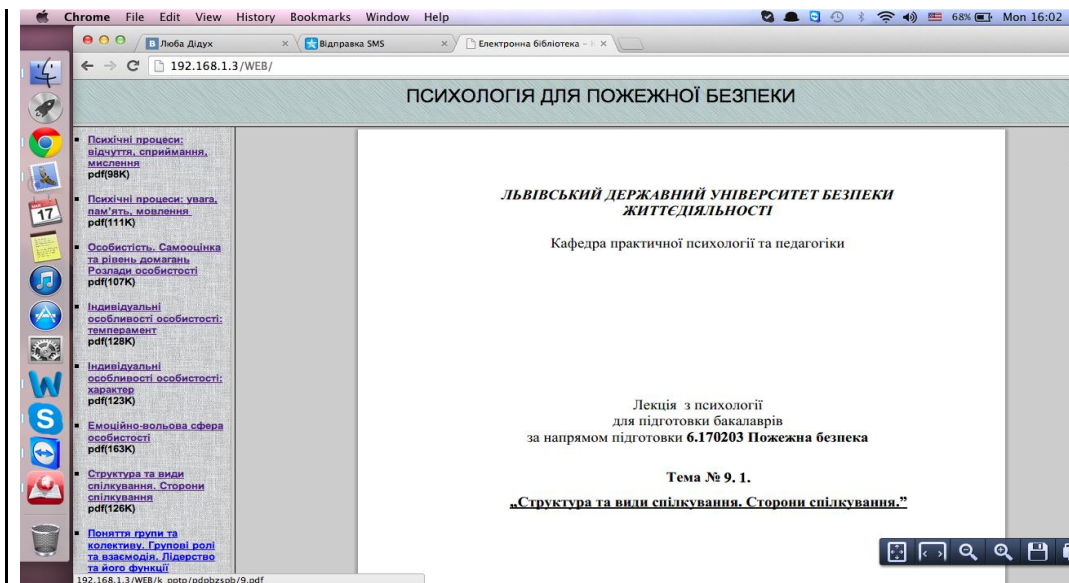 Chrome File Edit View History Bookmarks Window Help 68% Mon 16:02
Люба Дідух Відправка SMS Електронна бібліотека –
192.168.1.3/WEB/
ПСИХОЛОГІЯ ДЛЯ ПОЖЕЖНОЇ БЕЗПЕКИ
Психічні процеси:
відчуття, сприймання,
мислення
pdf(98K)
Психічні процеси: увага,
пам'ять, мовлення
pdf(111K)
Особистість. Самооцінка
та рівень домагань
Розлади особистості
pdf(107K)
Індивідуальні
особливості особистості:
темперамент
pdf(128K)
Індивідуальні
особливості особистості:
характер
pdf(123K)
Емоційно-вольова сфера
особистості
pdf(163K)
Структура та види
спілкування. Сторони
спілкування
pdf(126K)
Поняття групи та
колективу. Групові ролі
та взаємодія. Лідерство
та його функції
192.168.1.3/WEB/k_ppto/pdpbzspb/9.pdf
ЛЬВІВСЬКИЙ ДЕРЖАВНИЙ УНІВЕРСИТЕТ БЕЗПЕКИ
ЖИТТЄДІЯЛЬНОСТІ
Кафедра практичної психології та педагогіки
Лекція з психології
для підготовки бакалаврів
за напрямом підготовки 6.170203 Пожежна безпека
Тема № 9. 1.
„Структура та види спілкування. Сторони спілкування.”
17